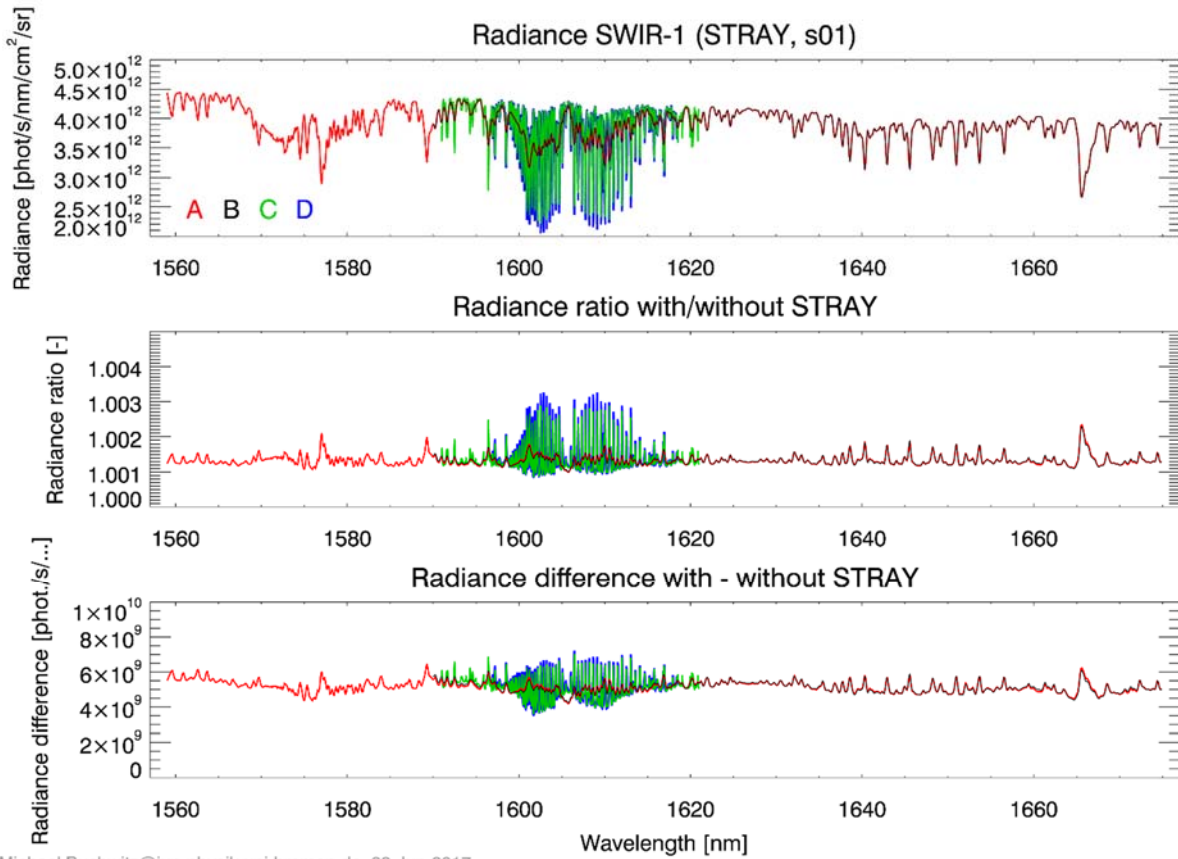 Radiance SWIR-1 (STRAY, s01)
Radiance [phot/s/nm/cm²/sr]
5.0×10¹²
4.5×10¹²
4.0×10¹²
3.5×10¹²
3.0×10¹²
2.5×10¹²
2.0×10¹²
A B C D
1560 1580 1600 1620 1640 1660
Radiance ratio with/without STRAY
Radiance ratio [-]
1.004
1.003
1.002
1.001
1.000
1560 1580 1600 1620 1640 1660
Radiance difference with - without STRAY
Radiance difference [phot./s/...]
1×10¹⁰
8×10⁹
6×10⁹
4×10⁹
2×10⁹
0
1560 1580 1600 1620 1640 1660
Wavelength [nm]